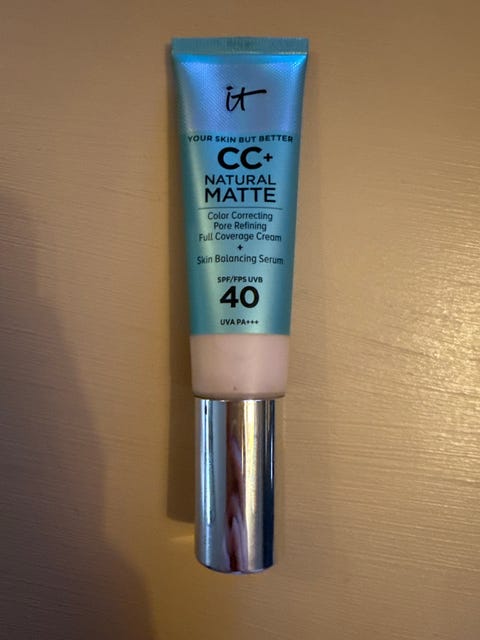 it
YOUR SKIN BUT BETTER
CC+
NATURAL
MATTE
Color Correcting
Pore Refining
Full Coverage Cream
+
Skin Balancing Serum
SPF/FPS UVB
40
UVA PA+++